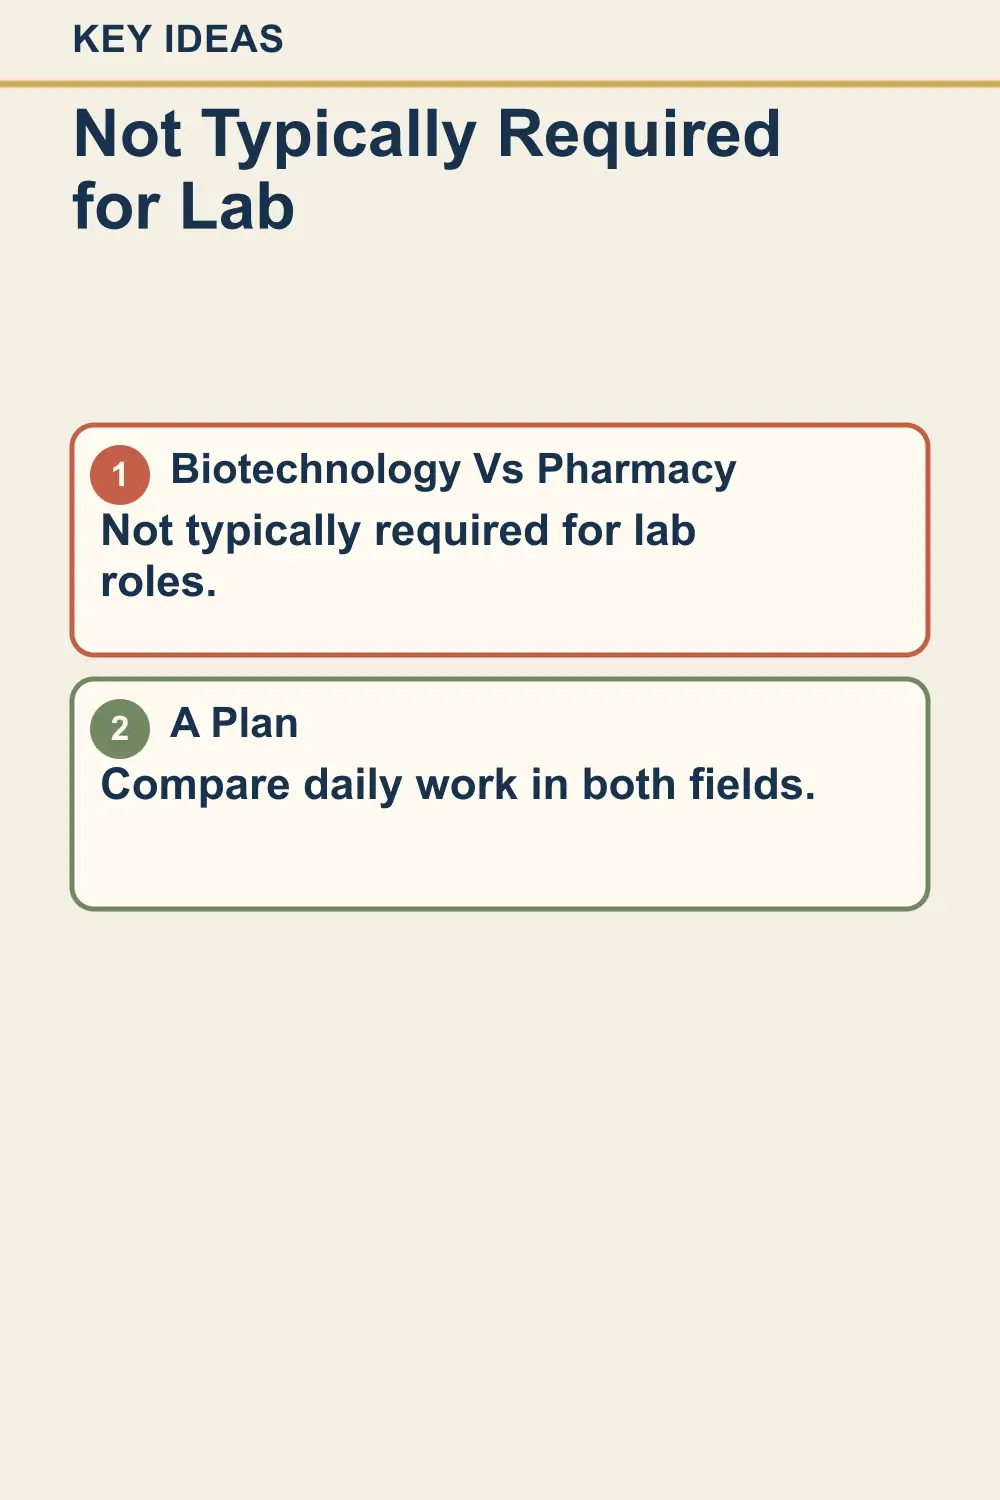 KEY IDEAS
Not Typically Required
for Lab
1 Biotechnology Vs Pharmacy
Not typically required for lab
roles.
2 A Plan
Compare daily work in both fields.